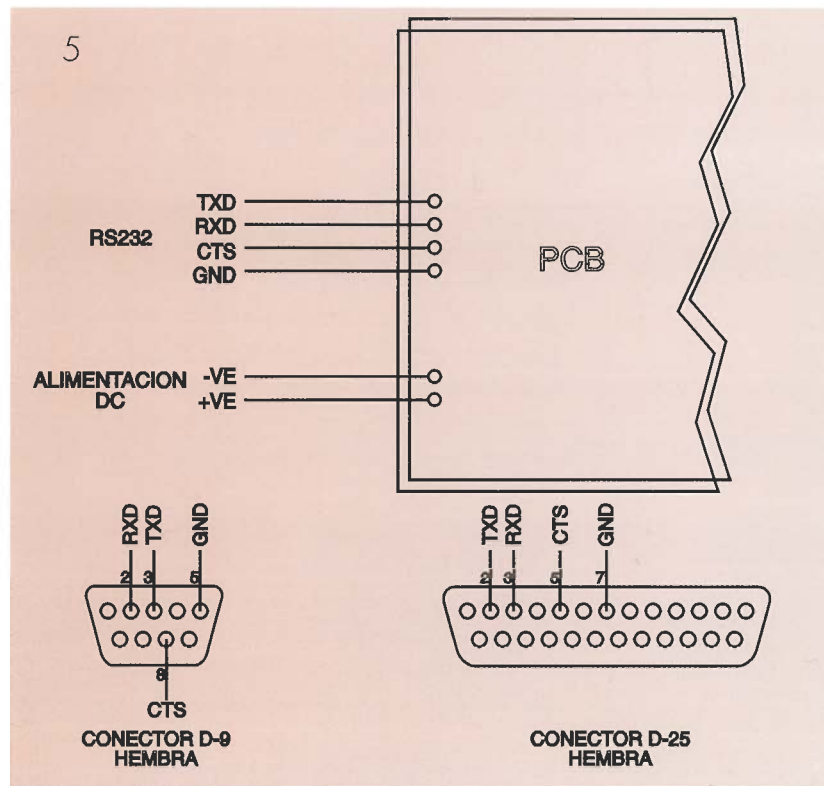 5
TXD
RXD
RS232
CTS
GND
PCB
ALIMENTACION
DC
-VE
+VE
RXD
TXD
GND
2
3
5
8
CTS
CONECTOR D-9
HEMBRA
TXD
RXD
CTS
GND
2
3
5
7
CONECTOR D-25
HEMBRA